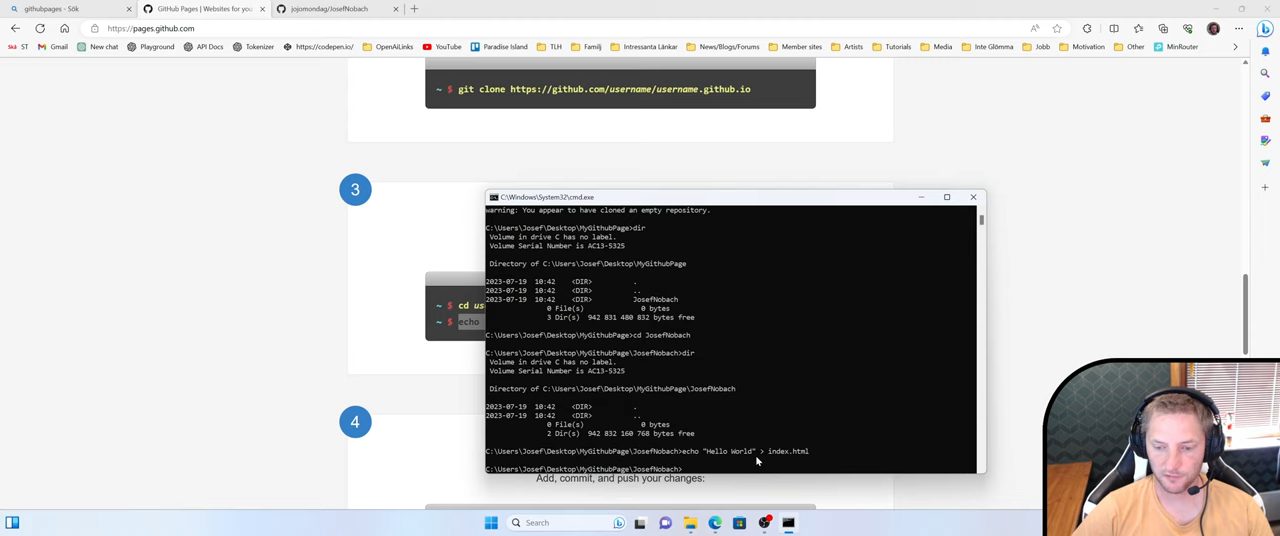 githubpages - Sök
GitHub Pages | Websites for you
jojomondag/JosefNobach
https://pages.github.com
ST
Gmail
New chat
Playground
API Docs
Tokenizer
https://codepen.io/
OpenAiLinks
YouTube
Paradise Island
TLH
Familj
Intressanta Länkar
News/Blogs/Forums
Member sites
Artists
Tutorials
Media
Inte Glömma
Jobb
Motivation
Other
MinRouter
~ $ git clone https://github.com/username/username.github.io
3
~ $ cd us
~ $ echo
C:\Windows\System32\cmd.exe
warning: You appear to have cloned an empty repository.
C:\Users\Josef\Desktop\MyGithubPage>dir
Volume in drive C has no label.
Volume Serial Number is AC13-5325
Directory of C:\Users\Josef\Desktop\MyGithubPage
2023-07-19 10:42 <DIR> .
2023-07-19 10:42 <DIR> ..
2023-07-19 10:42 <DIR> JosefNobach
0 File(s) 0 bytes
3 Dir(s) 942 831 480 832 bytes free
C:\Users\Josef\Desktop\MyGithubPage>cd JosefNobach
C:\Users\Josef\Desktop\MyGithubPage\JosefNobach>dir
Volume in drive C has no label.
Volume Serial Number is AC13-5325
Directory of C:\Users\Josef\Desktop\MyGithubPage\JosefNobach
2023-07-19 10:42 <DIR> .
2023-07-19 10:42 <DIR> ..
0 File(s) 0 bytes
2 Dir(s) 942 832 160 768 bytes free
C:\Users\Josef\Desktop\MyGithubPage\JosefNobach>echo "Hello World" > index.html
C:\Users\Josef\Desktop\MyGithubPage\JosefNobach>
4
Add, commit, and push your changes:
Search